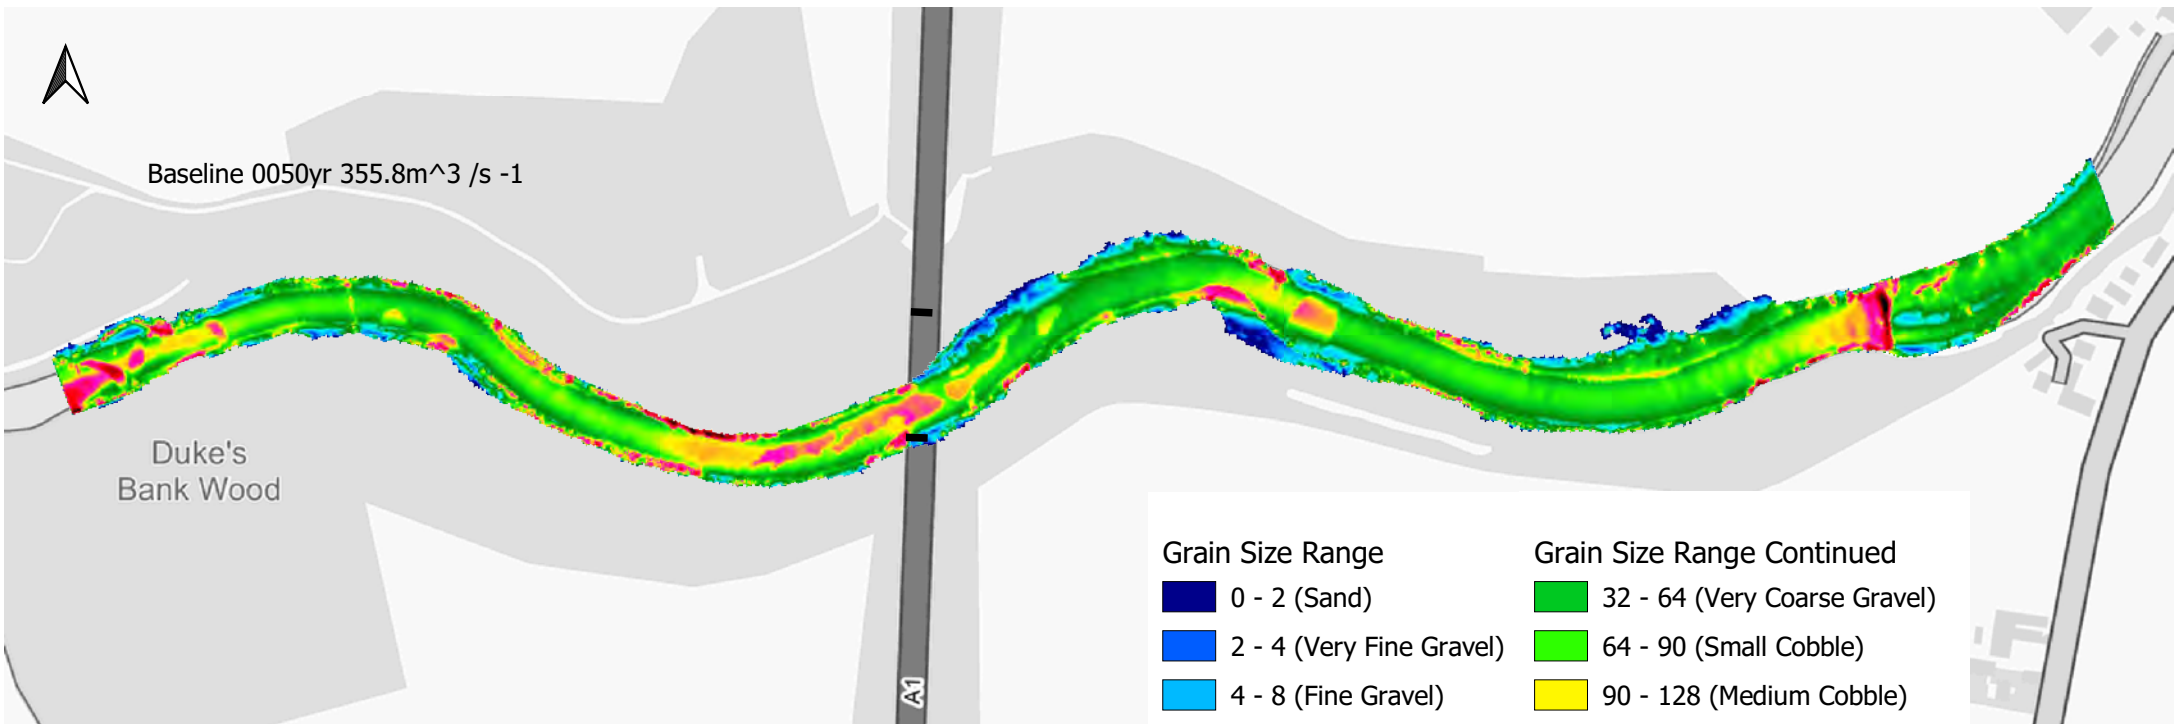 Baseline 0050yr 355.8m^3 /s -1
Duke's
Bank Wood
A1
Grain Size Range
0 - 2 (Sand)
2 - 4 (Very Fine Gravel)
4 - 8 (Fine Gravel)
Grain Size Range Continued
32 - 64 (Very Coarse Gravel)
64 - 90 (Small Cobble)
90 - 128 (Medium Cobble)